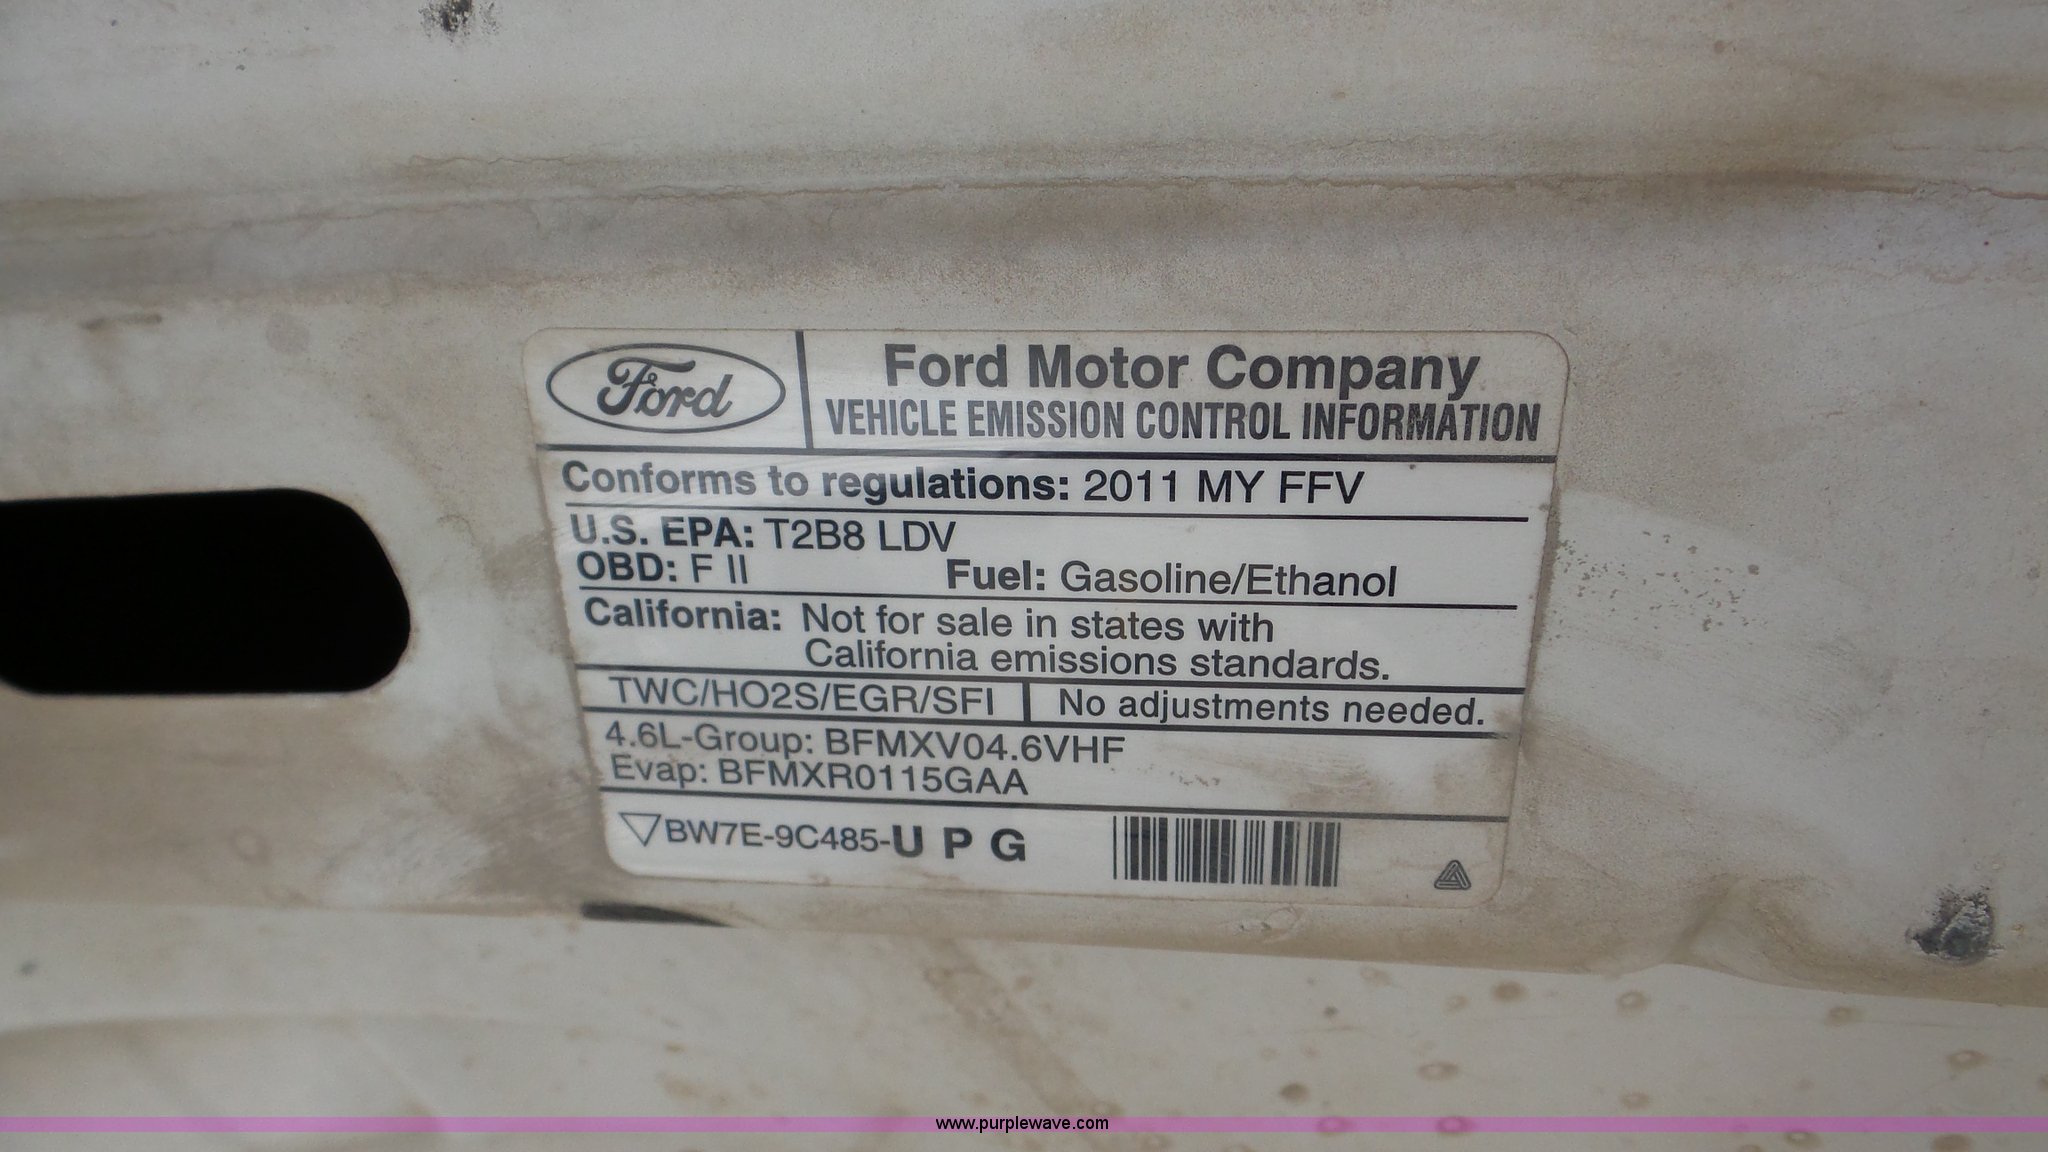 Ford
Ford Motor Company
VEHICLE EMISSION CONTROL INFORMATION
Conforms to regulations: 2011 MY FFV
U.S. EPA: T2B8 LDV
OBD: F II Fuel: Gasoline/Ethanol
California: Not for sale in states with
California emissions standards.
TWC/HO2S/EGR/SFI No adjustments needed.
4.6L-Group: BFMXV04.6VHF
Evap: BFMXR0115GAA
BW7E-9C485-U P G
www.purplewave.com